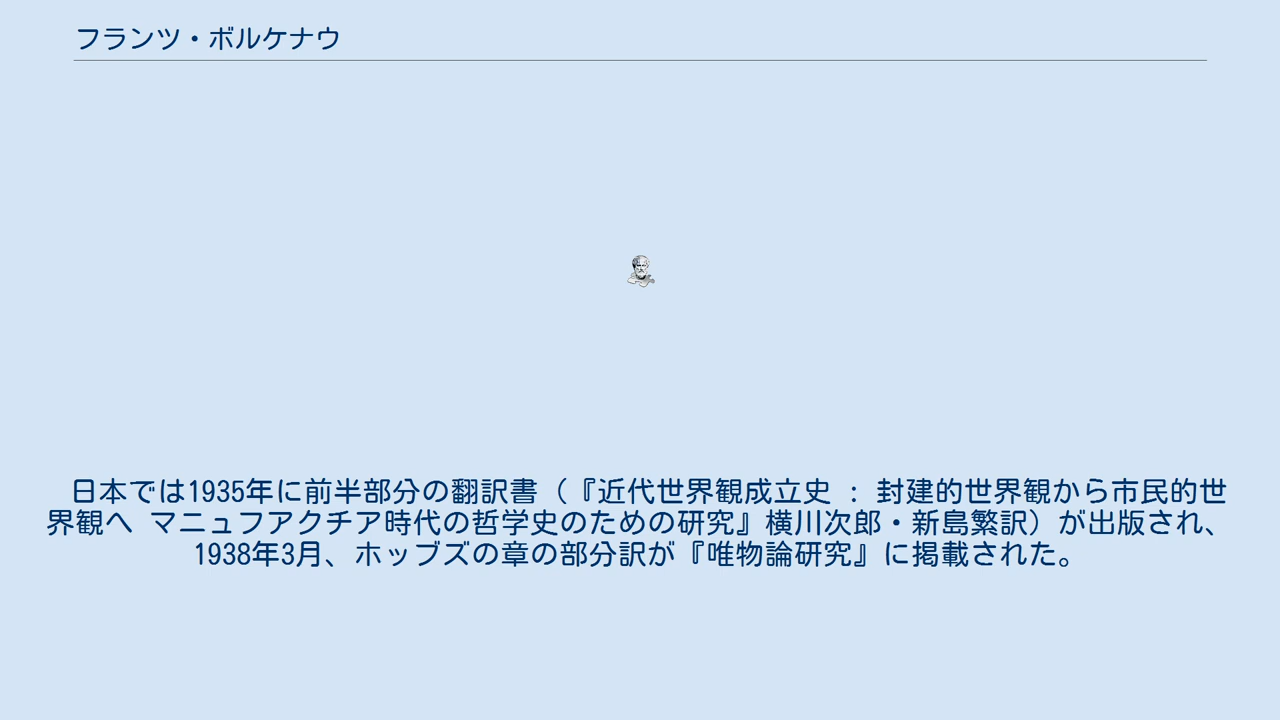 フランツ・ボルケナウ
日本では1935年に前半部分の翻訳書（『近代世界観成立史 : 封建的世界観から市民的世
界観へ マニュフアクチア時代の哲学史のための研究』横川次郎・新島繁訳）が出版され、
1938年3月、ホッブズの章の部分訳が『唯物論研究』に掲載された。